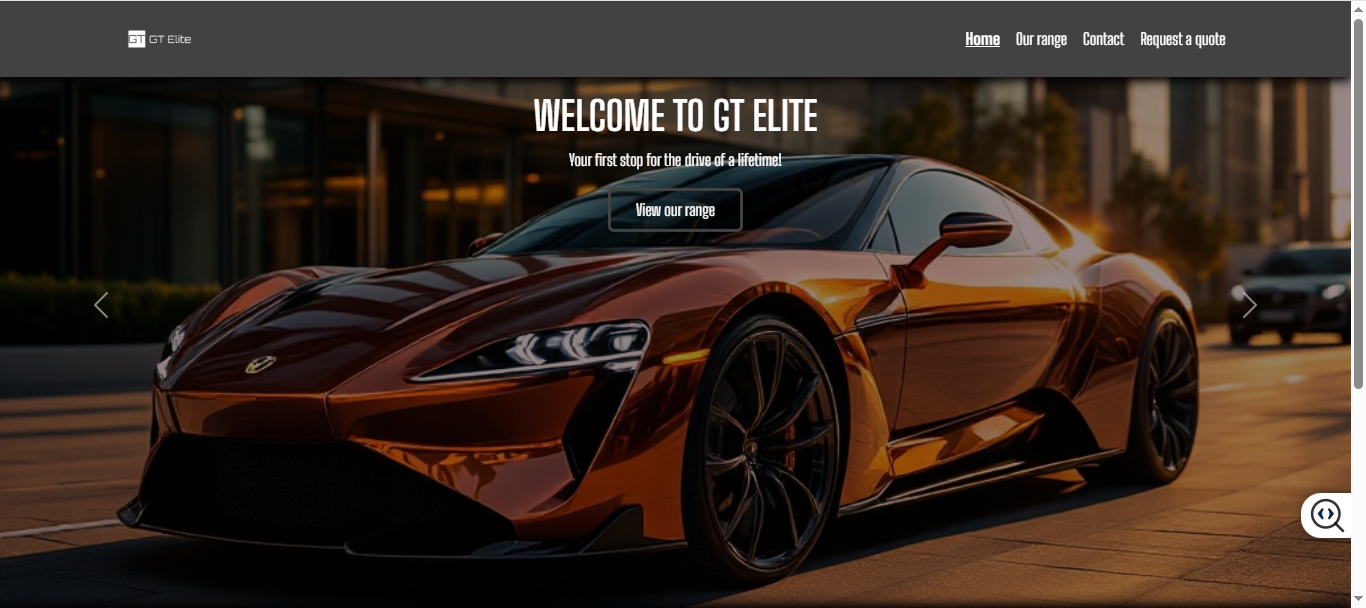 GT GT Elite
Home Our range Contact Request a quote
WELCOME TO GT ELITE
Your first stop for the drive of a lifetime!
View our range